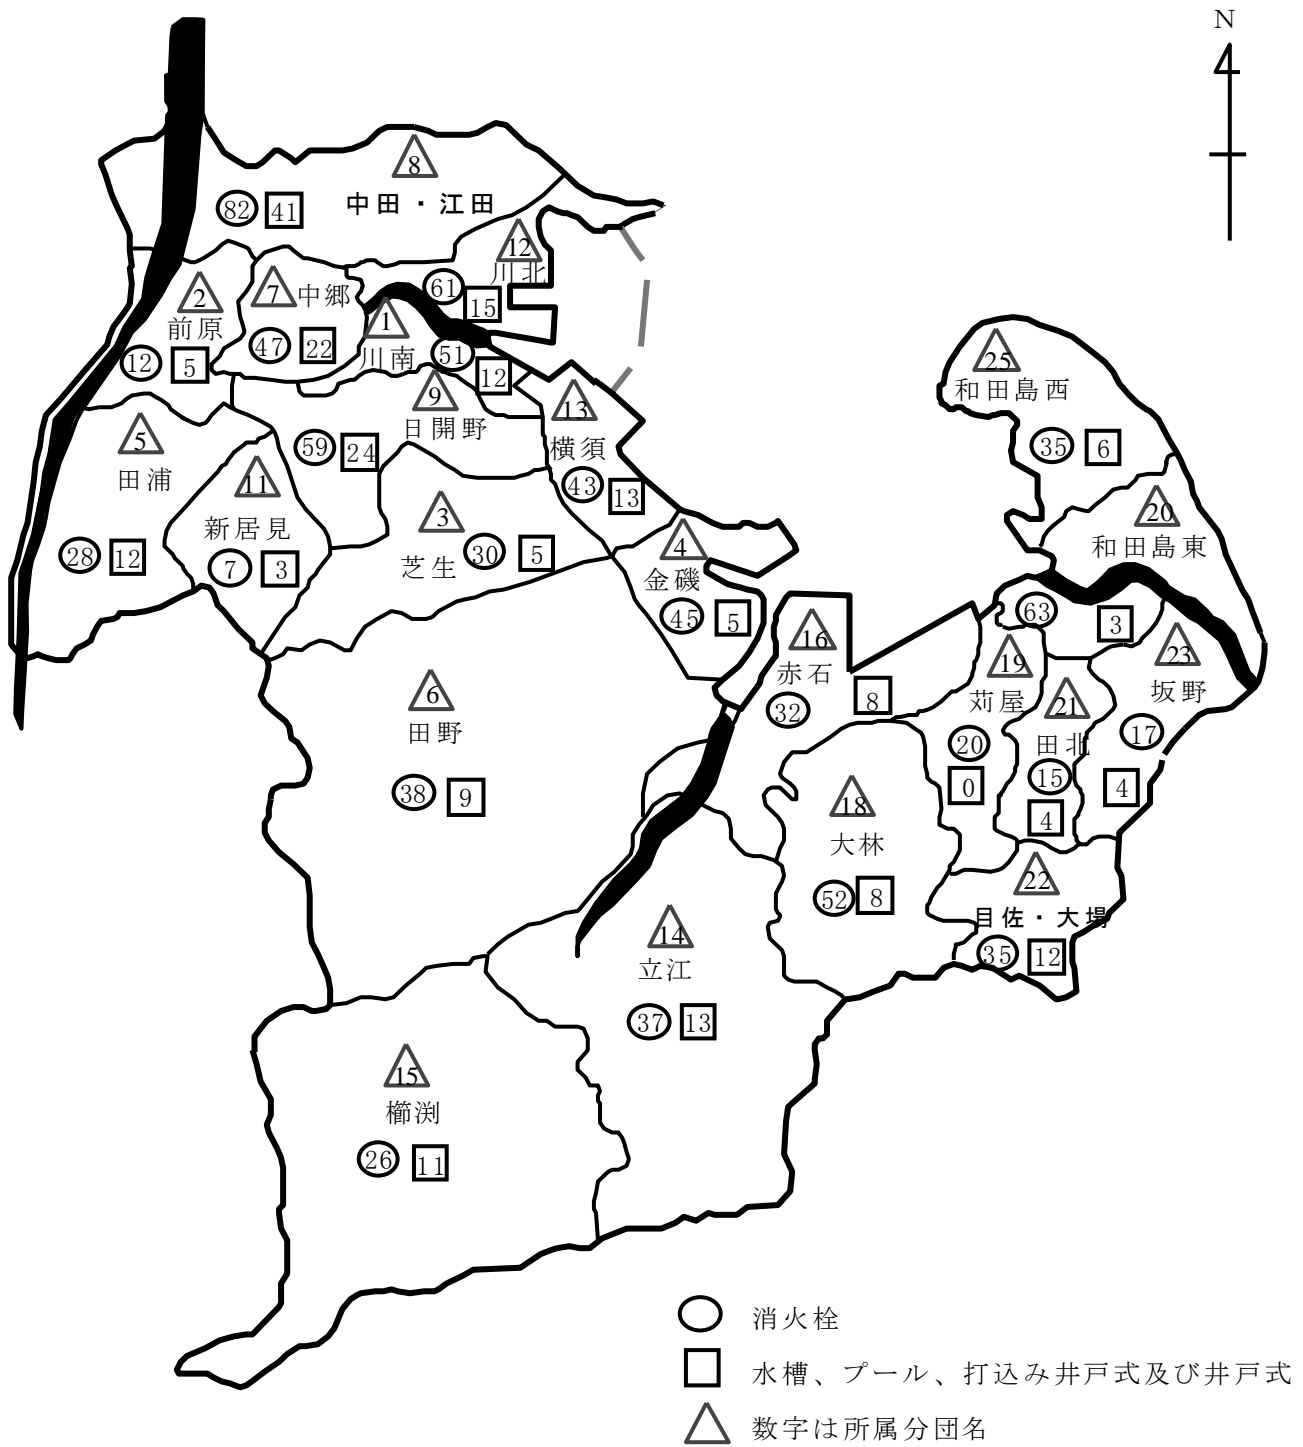 N
8
中田・江田
82 41
12
川北
61 15
2
前原
12 5
7 中郷
47 22
1
川南
51 12
9
日開野
59 24
13
横須
43 13
5
田浦
28 12
11
新居見
7 3
3
芝生
30 5
4
金磯
45 5
25
和田島西
35 6
20
和田島東
63 3
16
赤石
32 8
19
苅屋
20 0
21
田北
15 4
23
坂野
17 4
6
田野
38 9
18
大林
52 8
22
目佐・大場
35 12
14
立江
37 13
15
櫛渕
26 11
消火栓
水槽、プール、打込み井戸式及び井戸式
数字は所属分団名